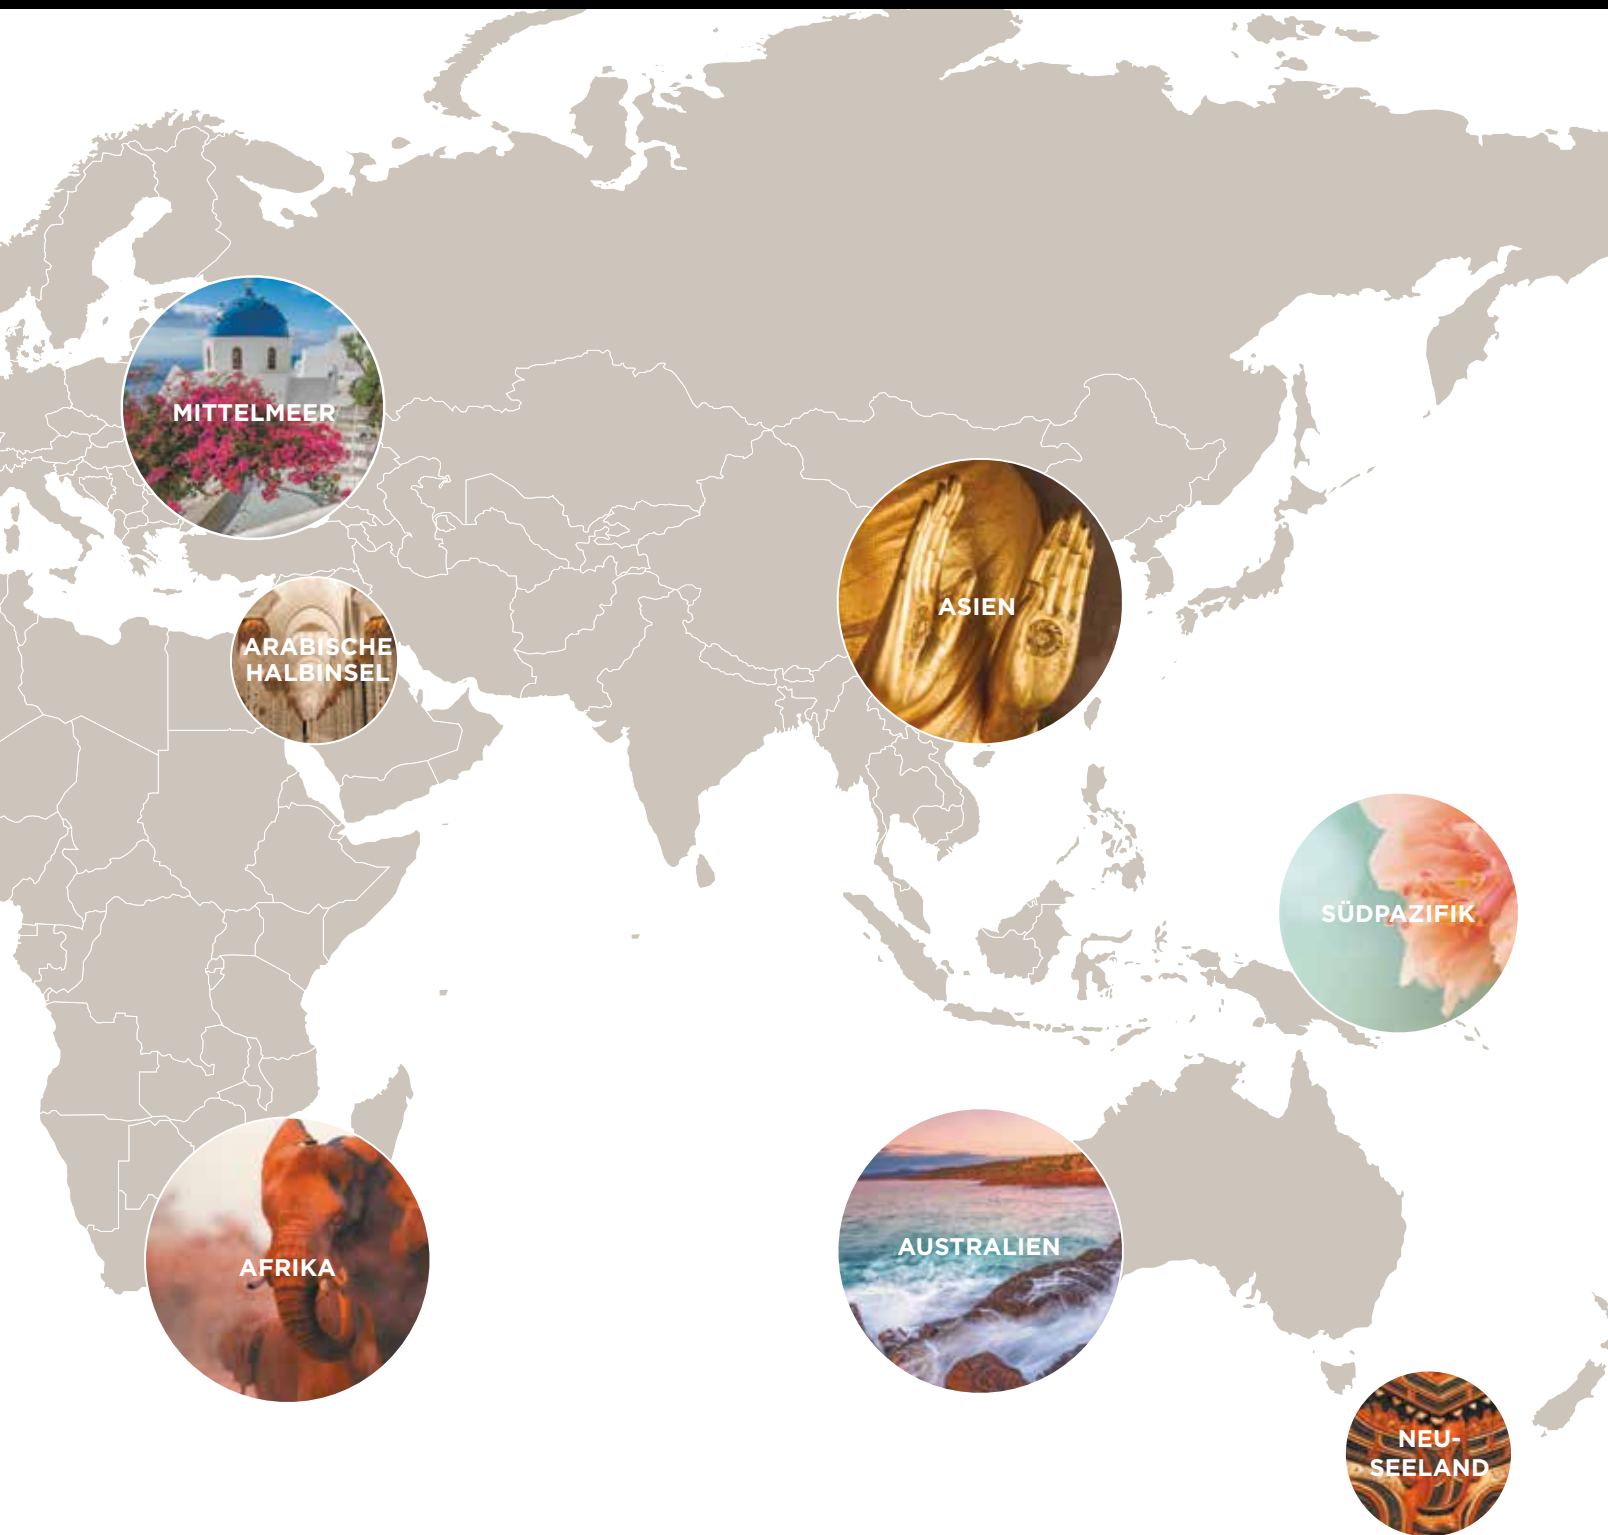 MITTELMEER
ASIEN
ARABISCHE
HALBINSEL
SÜDPAZIFIK
AUSTRALIEN
AFRIKA
NEU-
SEELAND